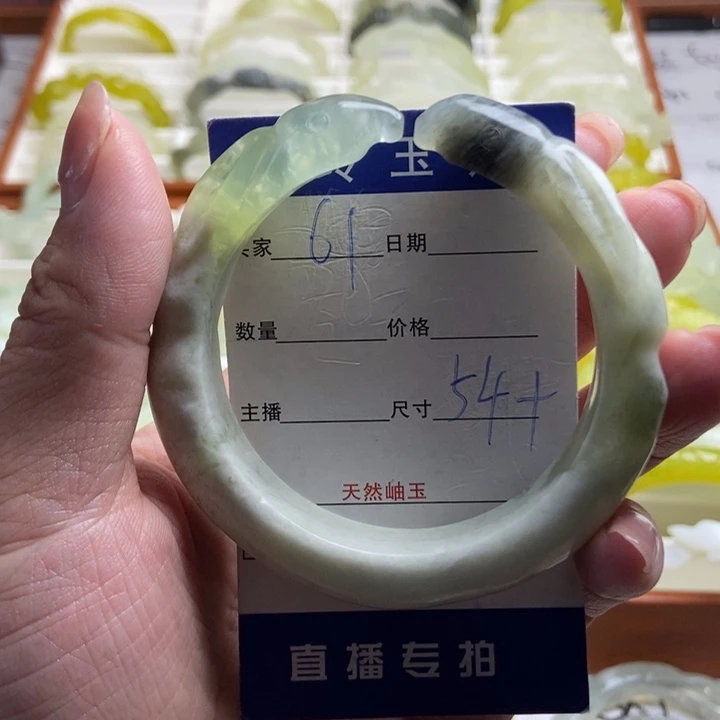 玉
家 61 日期
数量 价格
主播 尺寸 54+
天然岫玉
直播专拍